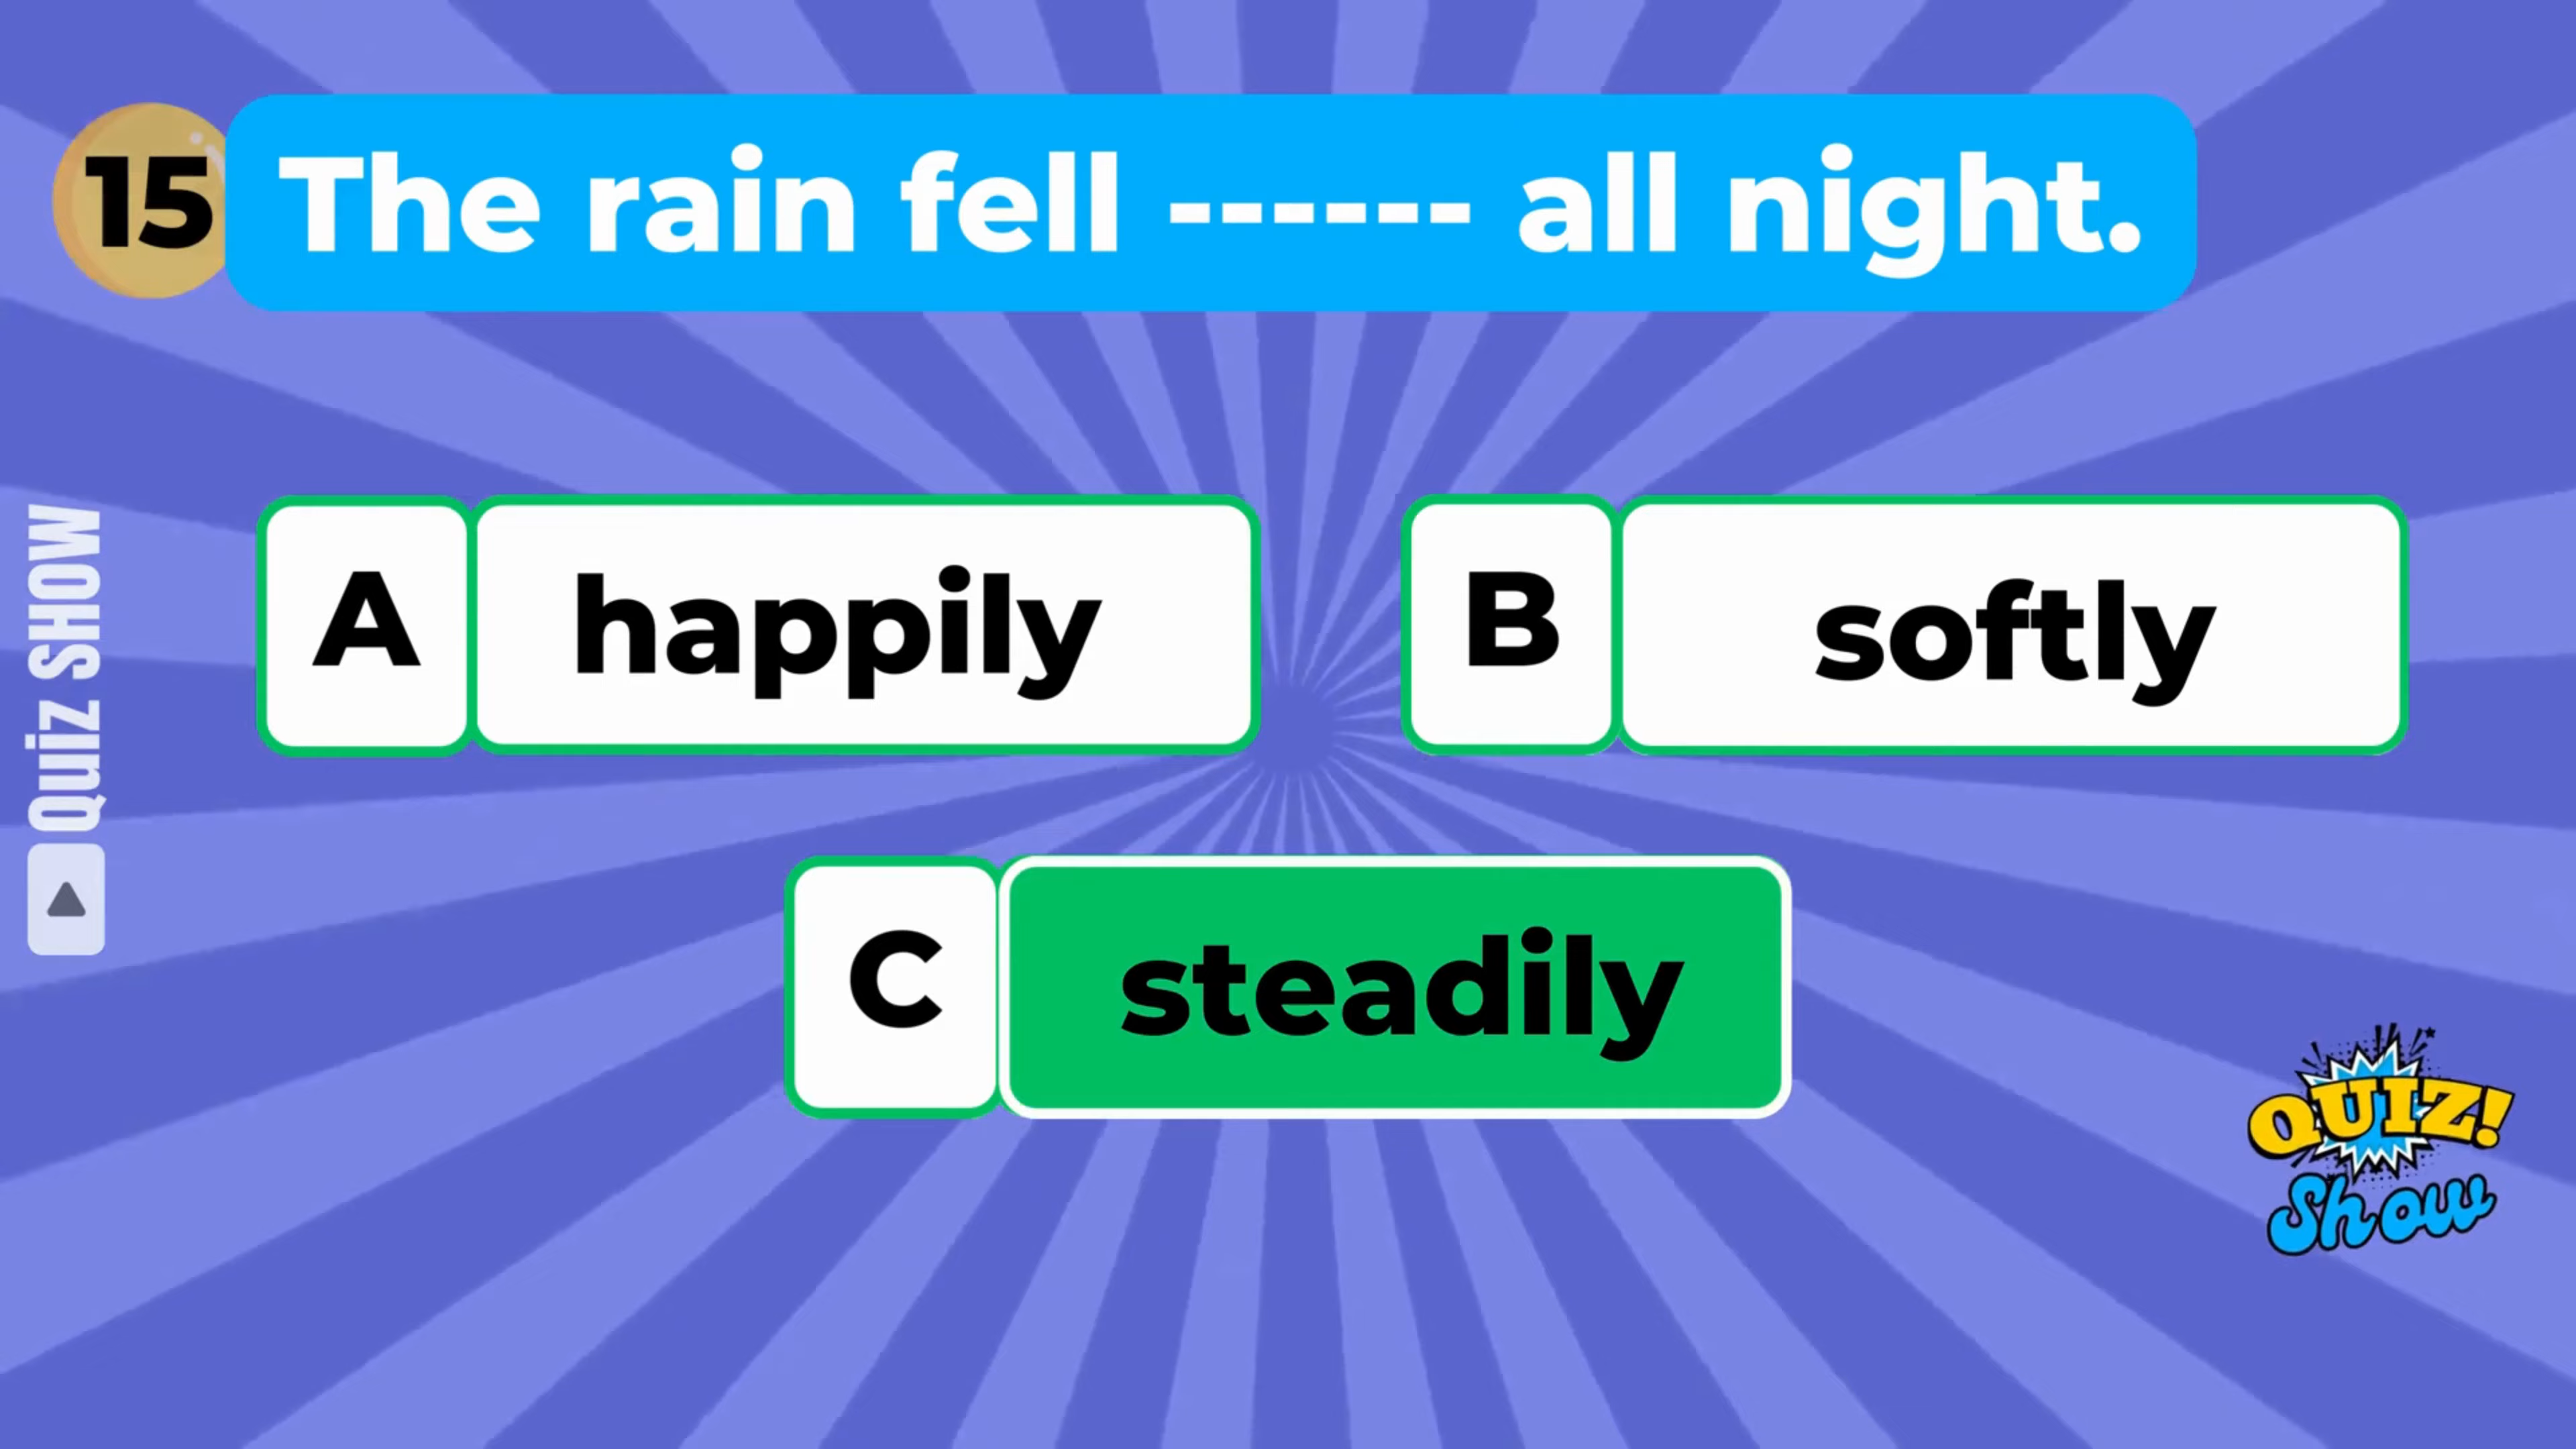 15
The rain fell ------ all night.
A
happily
B
softly
C
steadily
Quiz SHOW
QUIZ!
Show